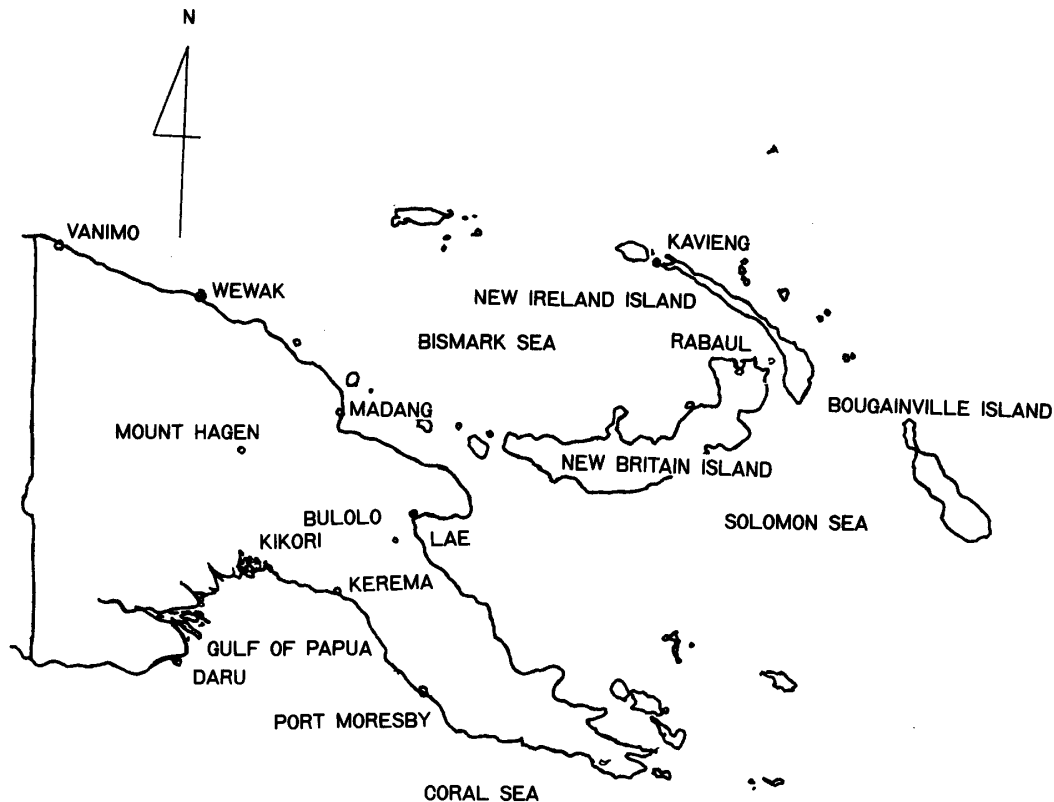 N
VANIMO
KAVIENG
WEWAK
NEW IRELAND ISLAND
BISMARK SEA
RABAUL
MADANG
BOUGAINVILLE ISLAND
MOUNT HAGEN
NEW BRITAIN ISLAND
BULOLO
SOLOMON SEA
LAE
KIKORI
KEREMA
GULF OF PAPUA
DARU
PORT MORESBY
CORAL SEA